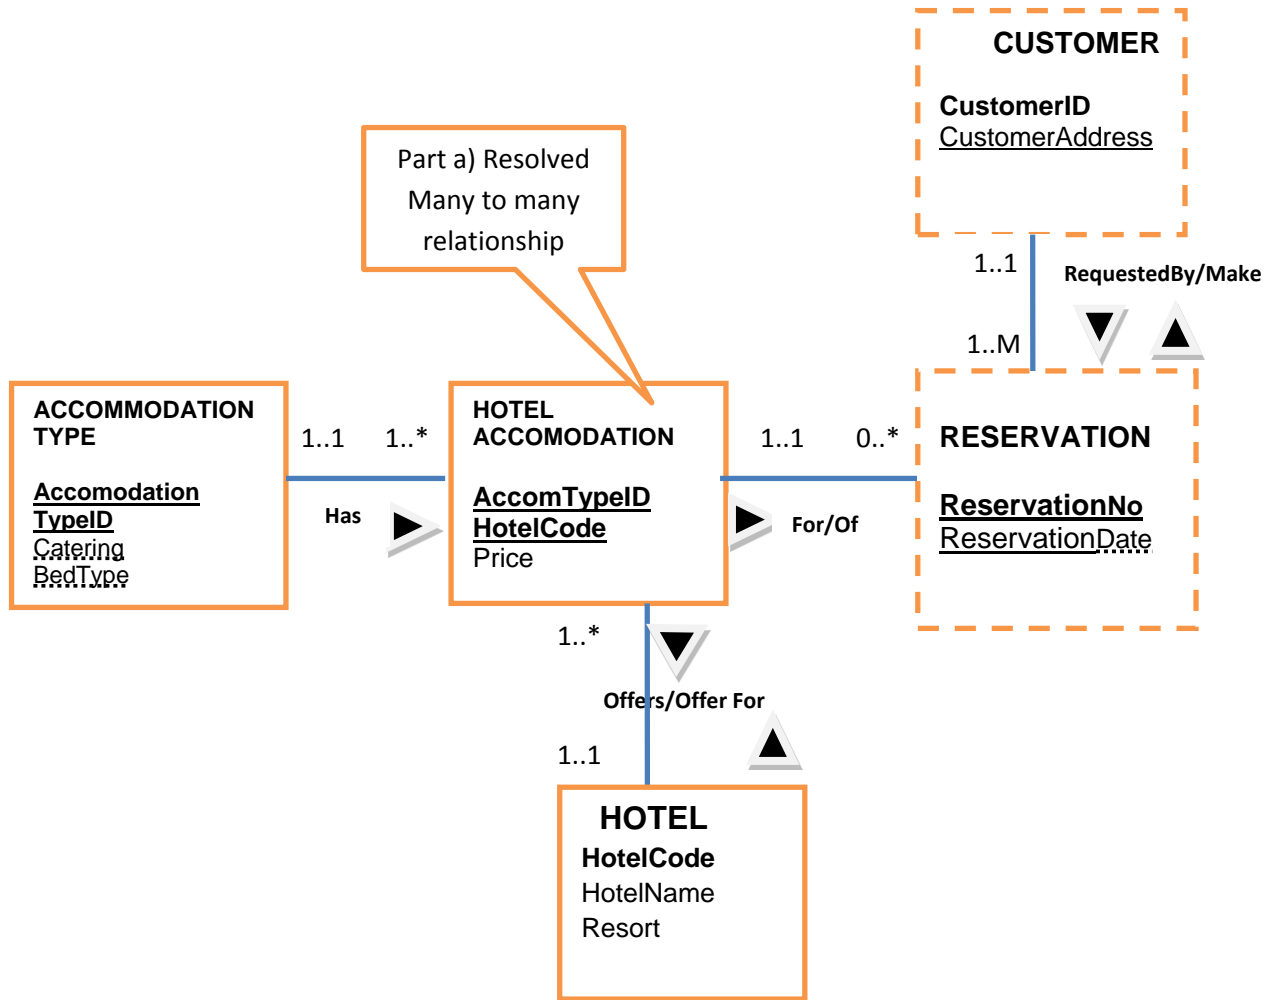 CUSTOMER
CustomerID
CustomerAddress
Part a) Resolved
Many to many
relationship
1..1
RequestedBy/Make
1..M
ACCOMMODATION
TYPE
Accomodation
TypeID
Catering
BedType
1..1 1..*
Has
HOTEL
ACCOMODATION
AccomTypeID
HotelCode
Price
1..1 0..*
For/Of
RESERVATION
ReservationNo
ReservationDate
1..*
Offers/Offer For
1..1
HOTEL
HotelCode
HotelName
Resort